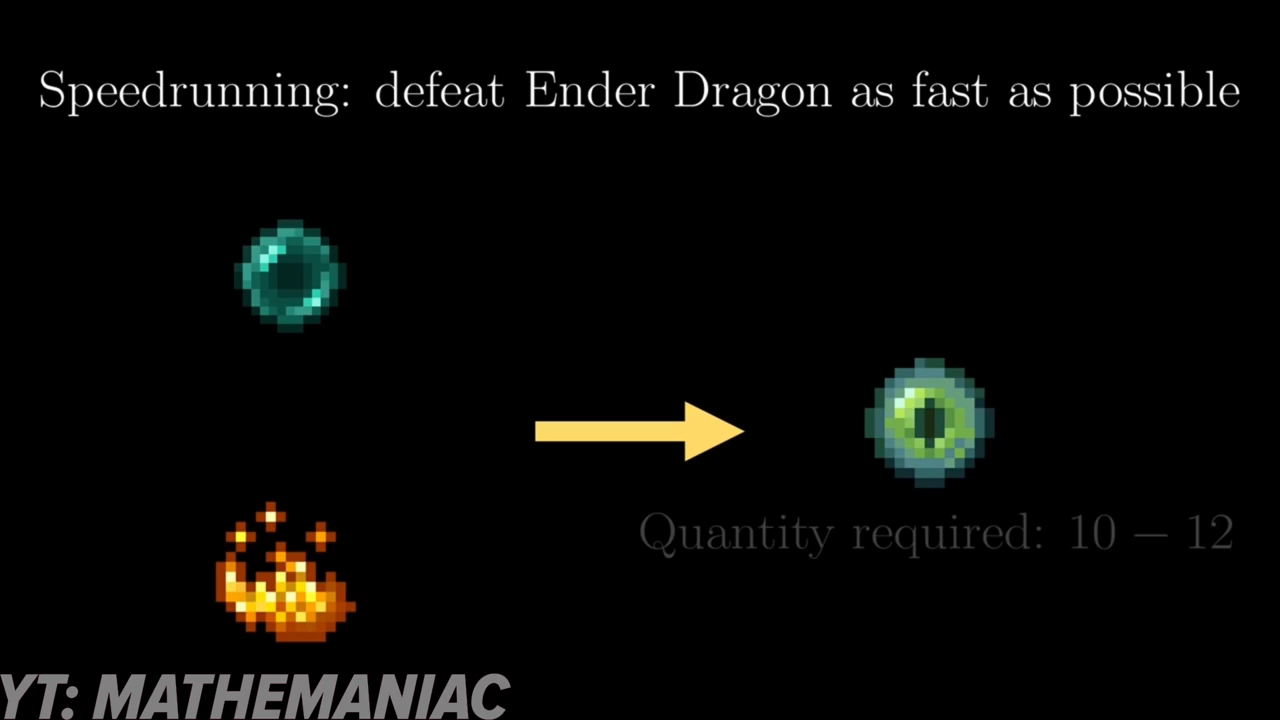 Speedrunning: defeat Ender Dragon as fast as possible
Quantity required: 10 − 12
YT: MATHEMANIAC